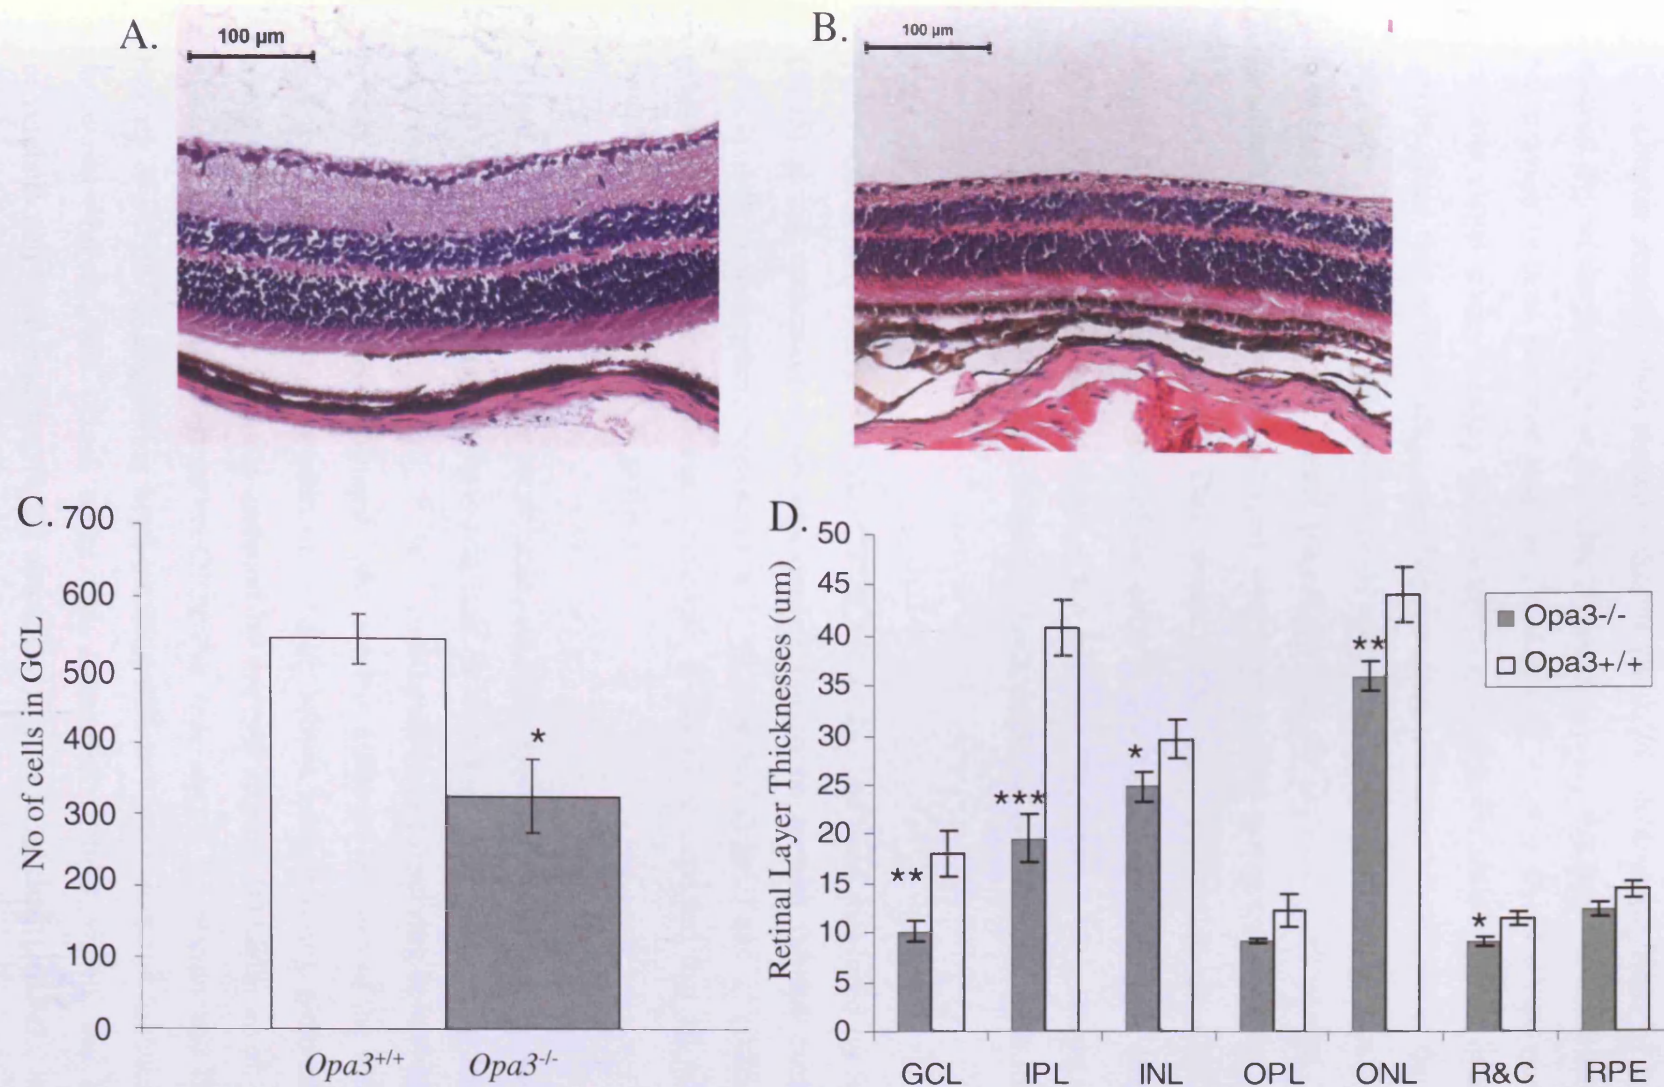 A.
100 µm
B.
100 µm
C.
700
600
500
400
300
200
100
0
No of cells in GCL
*
Opa3+/+
Opa3-/-
D.
50
45
40
35
30
25
20
15
10
5
0
Retinal Layer Thicknesses (um)
**
***
*
**
*
Opa3-/-
Opa3+/+
GCL IPL INL OPL ONL R&C RPE